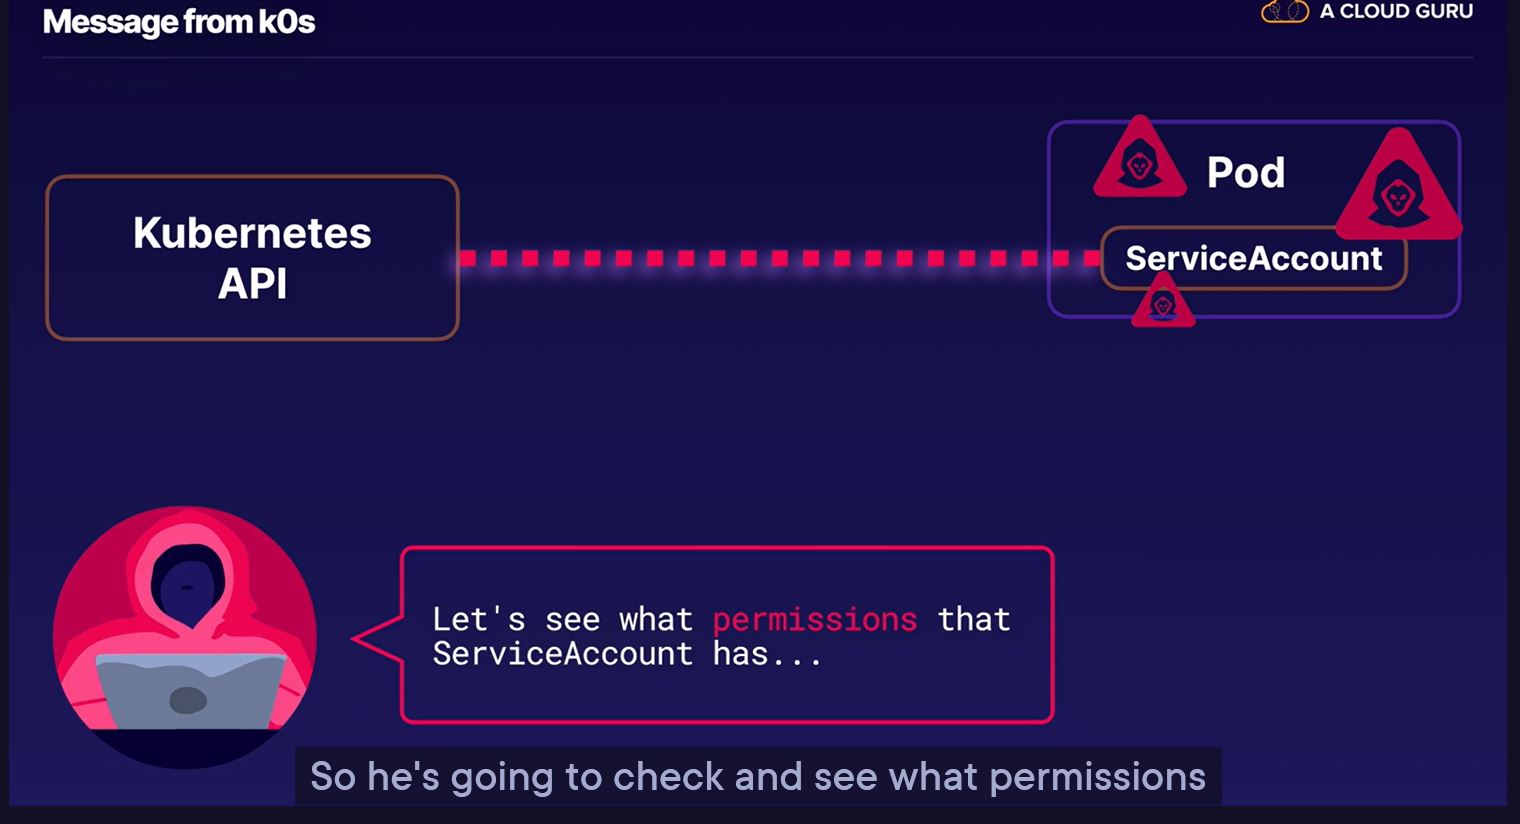 Message from k0s
A CLOUD GURU
Kubernetes
API
Pod
ServiceAccount
Let's see what permissions that
ServiceAccount has...
So he's going to check and see what permissions